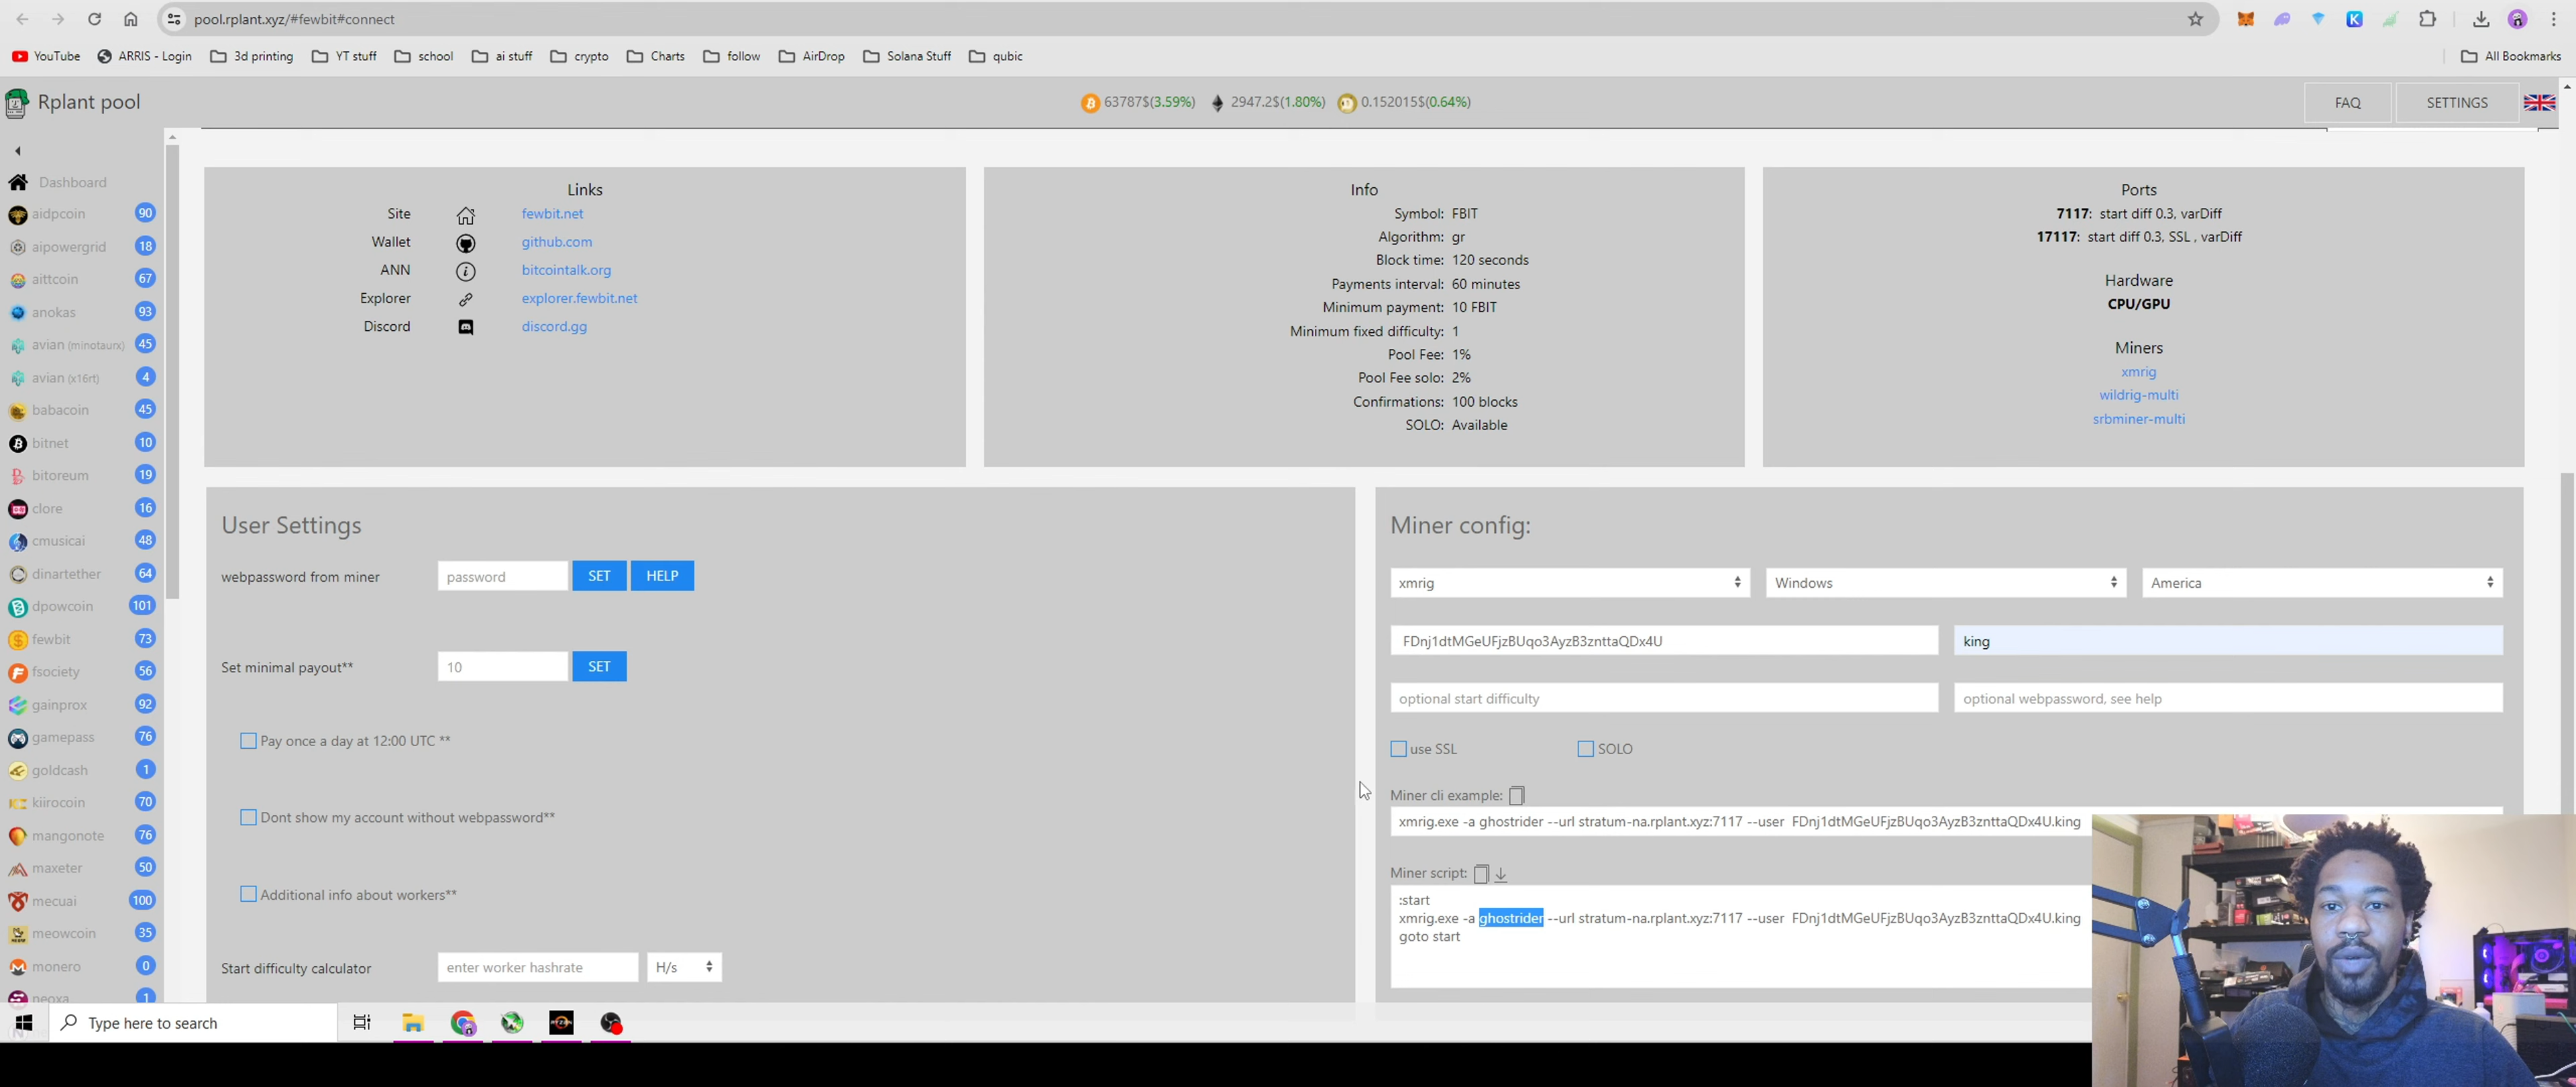 pool.rplant.xyz/#fewbit#connect
YouTube ARRIS - Login 3d printing YT stuff school ai stuff crypto Charts follow AirDrop Solana Stuff qubic All Bookmarks
Rplant pool 63787$(3.59%) 2947.2$(1.80%) 0.152015$(0.64%) FAQ SETTINGS
Dashboard
aidpcoin 90
aipowergrid 18
aittcoin 67
anokas 93
avian (minotaurx) 45
avian (x16rt) 4
babacoin 45
bitnet 10
bitoreum 19
clore 16
cmusicai 48
dinartether 64
dpowcoin 101
fewbit 73
fsociety 56
gainprox 92
gamepass 76
goldcash 1
kiirocoin 70
mangonote 76
maxeter 50
mecuai 100
meowcoin 35
monero 0
neoxa 1
Links
Site fewbit.net
Wallet github.com
ANN bitcointalk.org
Explorer explorer.fewbit.net
Discord discord.gg
Info
Symbol: FBIT
Algorithm: gr
Block time: 120 seconds
Payments interval: 60 minutes
Minimum payment: 10 FBIT
Minimum fixed difficulty: 1
Pool Fee: 1%
Pool Fee solo: 2%
Confirmations: 100 blocks
SOLO: Available
Ports
7117: start diff 0.3, varDiff
17117: start diff 0.3, SSL , varDiff
Hardware
CPU/GPU
Miners
xmrig
wildrig-multi
srbminer-multi
User Settings
webpassword from miner password SET HELP
Set minimal payout** 10 SET
Pay once a day at 12:00 UTC **
Dont show my account without webpassword**
Additional info about workers**
Start difficulty calculator enter worker hashrate H/s
Miner config:
xmrig Windows America
FDnj1dtMGeUFjzBUqo3AyzB3znttaQDx4U king
optional start difficulty optional webpassword, see help
use SSL SOLO
Miner cli example:
xmrig.exe -a ghostrider --url stratum-na.rplant.xyz:7117 --user FDnj1dtMGeUFjzBUqo3AyzB3znttaQDx4U.king
Miner script:
:start
xmrig.exe -a ghostrider --url stratum-na.rplant.xyz:7117 --user FDnj1dtMGeUFjzBUqo3AyzB3znttaQDx4U.king
goto start
Type here to search